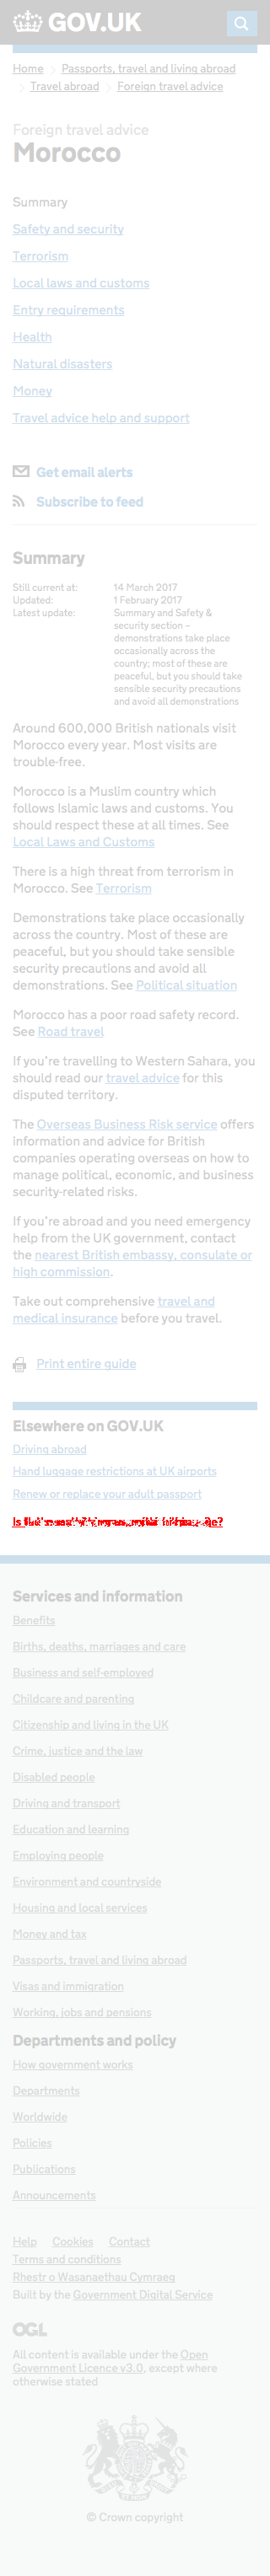 GOV.UK
Home
Passports, travel and living abroad
Travel abroad
Foreign travel advice
Foreign travel advice
Morocco
Summary
Safety and security
Terrorism
Local laws and customs
Entry requirements
Health
Natural disasters
Money
Travel advice help and support
Get email alerts
Subscribe to feed
Summary
Still current at: 14 March 2017
Updated: 1 February 2017
Latest update: Summary and Safety &
security section –
demonstrations take place
occasionally across the
country; most of these are
peaceful, but you should take
sensible security precautions
and avoid all demonstrations
Around 600,000 British nationals visit
Morocco every year. Most visits are
trouble-free.
Morocco is a Muslim country which
follows Islamic laws and customs. You
should respect these at all times. See
Local Laws and Customs
There is a high threat from terrorism in
Morocco. See Terrorism
Demonstrations take place occasionally
across the country. Most of these are
peaceful, but you should take sensible
security precautions and avoid all
demonstrations. See Political situation
Morocco has a poor road safety record.
See Road travel
If you’re travelling to Western Sahara, you
should read our travel advice for this
disputed territory.
The Overseas Business Risk service offers
information and advice for British
companies operating overseas on how to
manage political, economic, and business
security-related risks.
If you’re abroad and you need emergency
help from the UK government, contact
the nearest British embassy, consulate or
high commission.
Take out comprehensive travel and
medical insurance before you travel.
Print entire guide
Elsewhere on GOV.UK
Driving abroad
Hand luggage restrictions at UK airports
Renew or replace your adult passport
Services and information
Benefits
Births, deaths, marriages and care
Business and self-employed
Childcare and parenting
Citizenship and living in the UK
Crime, justice and the law
Disabled people
Driving and transport
Education and learning
Employing people
Environment and countryside
Housing and local services
Money and tax
Passports, travel and living abroad
Visas and immigration
Working, jobs and pensions
Departments and policy
How government works
Departments
Worldwide
Policies
Publications
Announcements
Help Cookies Contact
Terms and conditions
Rhestr o Wasanaethau Cymraeg
Built by the Government Digital Service
OGL
All content is available under the Open
Government Licence v3.0, except where
otherwise stated
© Crown copyright